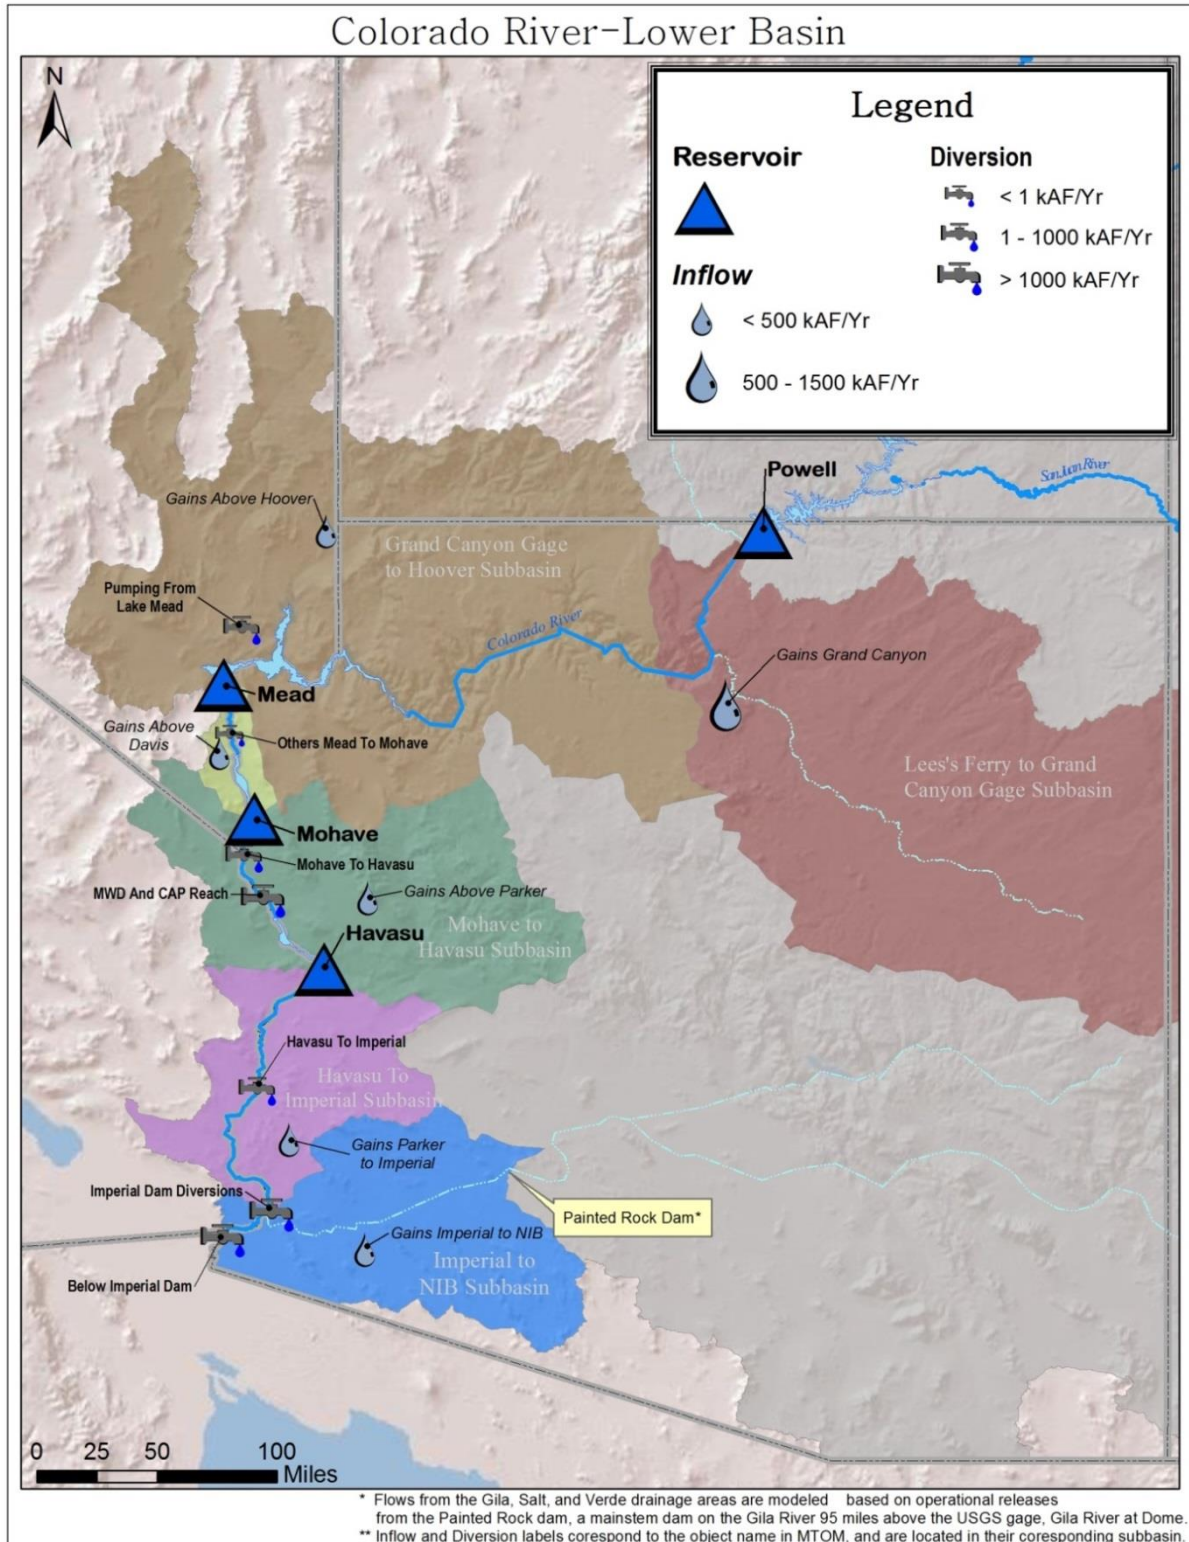 Colorado River-Lower Basin
N
Legend
Reservoir
Diversion
< 1 kAF/Yr
1 - 1000 kAF/Yr
> 1000 kAF/Yr
Inflow
< 500 kAF/Yr
500 - 1500 kAF/Yr
Powell
San Juan River
Gains Above Hoover
Grand Canyon Gage
to Hoover Subbasin
Pumping From
Lake Mead
Colorado River
Gains Grand Canyon
Mead
Gains Above
Davis
Others Mead To Mohave
Lees's Ferry to Grand
Canyon Gage Subbasin
Mohave
Mohave To Havasu
MWD And CAP Reach
Gains Above Parker
Mohave to
Havasu Subbasin
Havasu
Havasu To Imperial
Havasu To
Imperial Subbasin
Gains Parker
to Imperial
Imperial Dam Diversions
Painted Rock Dam*
Gains Imperial to NIB
Imperial to
NIB Subbasin
Below Imperial Dam
0 25 50 100
Miles
* Flows from the Gila, Salt, and Verde drainage areas are modeled based on operational releases
from the Painted Rock dam, a mainstem dam on the Gila River 95 miles above the USGS gage, Gila River at Dome.
** Inflow and Diversion labels corespond to the object name in MTOM, and are located in their coresponding subbasin.